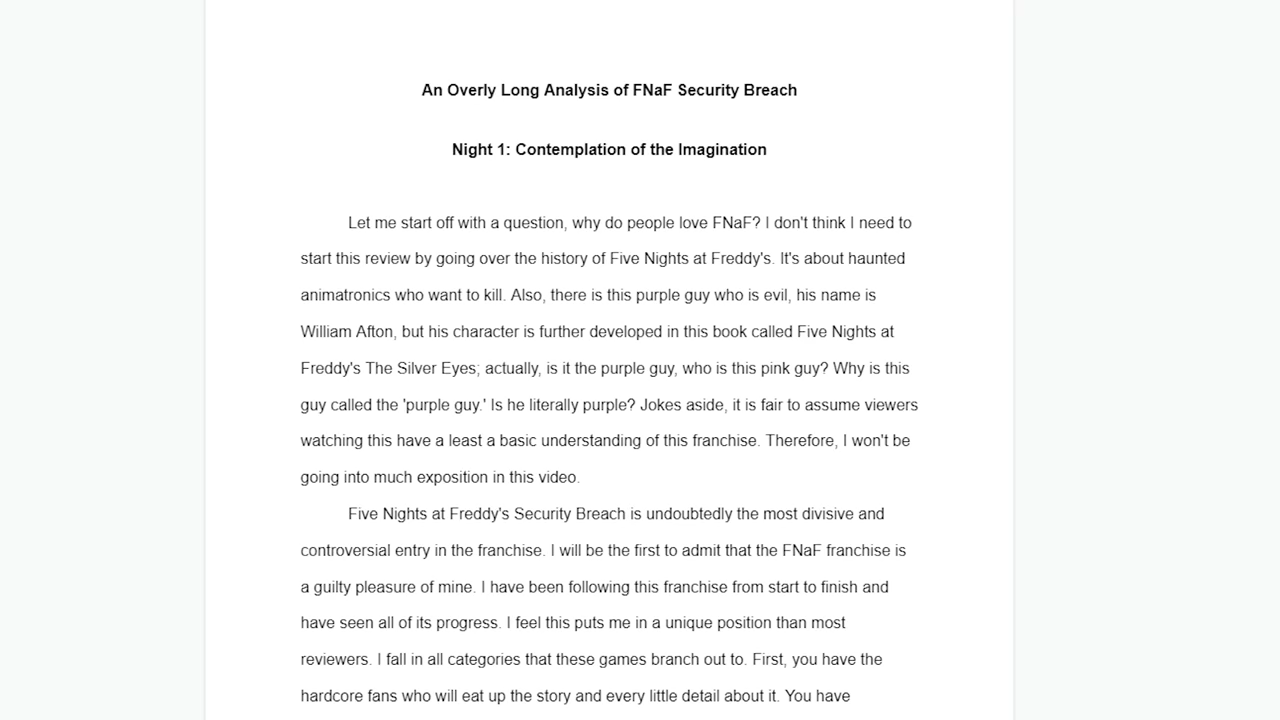 An Overly Long Analysis of FNaF Security Breach
Night 1: Contemplation of the Imagination
Let me start off with a question, why do people love FNaF? I don't think I need to
start this review by going over the history of Five Nights at Freddy's. It's about haunted
animatronics who want to kill. Also, there is this purple guy who is evil, his name is
William Afton, but his character is further developed in this book called Five Nights at
Freddy's The Silver Eyes; actually, is it the purple guy, who is this pink guy? Why is this
guy called the 'purple guy.' Is he literally purple? Jokes aside, it is fair to assume viewers
watching this have a least a basic understanding of this franchise. Therefore, I won't be
going into much exposition in this video.
Five Nights at Freddy's Security Breach is undoubtedly the most divisive and
controversial entry in the franchise. I will be the first to admit that the FNaF franchise is
a guilty pleasure of mine. I have been following this franchise from start to finish and
have seen all of its progress. I feel this puts me in a unique position than most
reviewers. I fall in all categories that these games branch out to. First, you have the
hardcore fans who will eat up the story and every little detail about it. You have